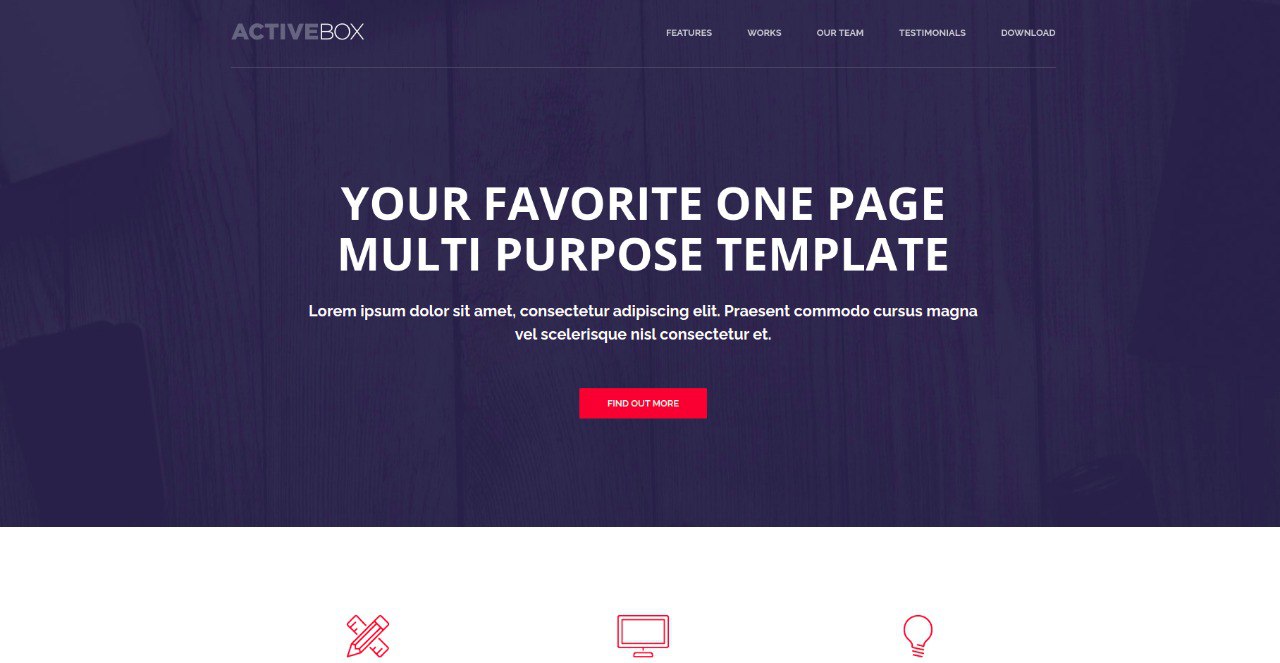 ACTIVEBOX
FEATURES WORKS OUR TEAM TESTIMONIALS DOWNLOAD
YOUR FAVORITE ONE PAGE
MULTI PURPOSE TEMPLATE
Lorem ipsum dolor sit amet, consectetur adipiscing elit. Praesent commodo cursus magna
vel scelerisque nisl consectetur et.
FIND OUT MORE